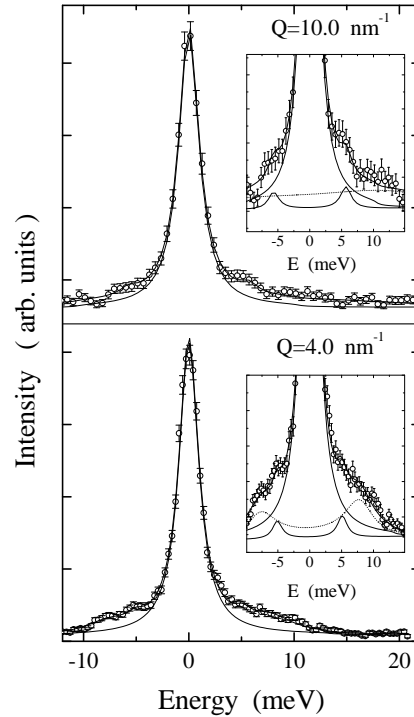 Q=10.0 nm-1
-5 0 5 10
E (meV)
Intensity ( arb. units)
Q=4.0 nm-1
-5 0 5 10
E (meV)
-10 0 10 20
Energy (meV)